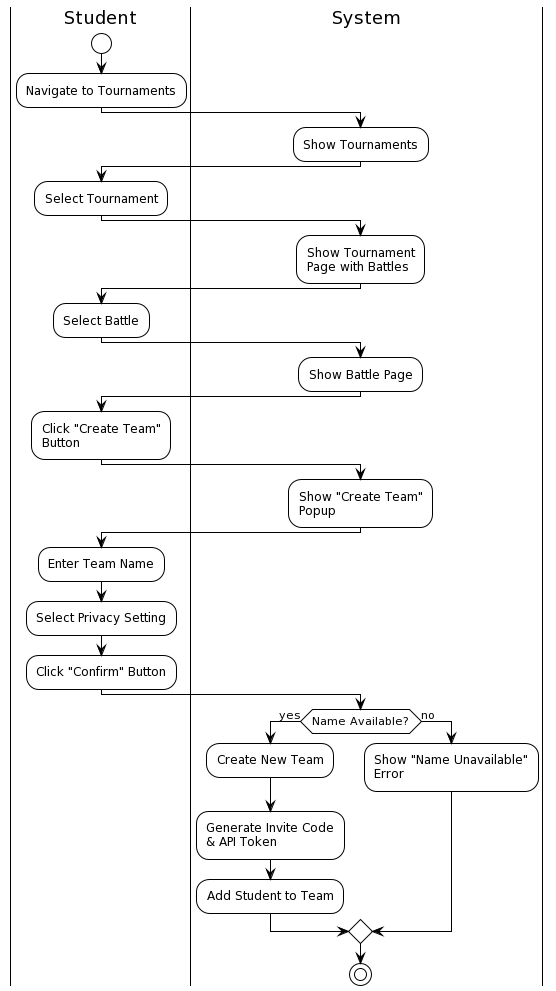 Student
System
Navigate to Tournaments
Show Tournaments
Select Tournament
Show Tournament
Page with Battles
Select Battle
Show Battle Page
Click "Create Team"
Button
Show "Create Team"
Popup
Enter Team Name
Select Privacy Setting
Click "Confirm" Button
yes
Name Available?
no
Create New Team
Show "Name Unavailable"
Error
Generate Invite Code
& API Token
Add Student to Team